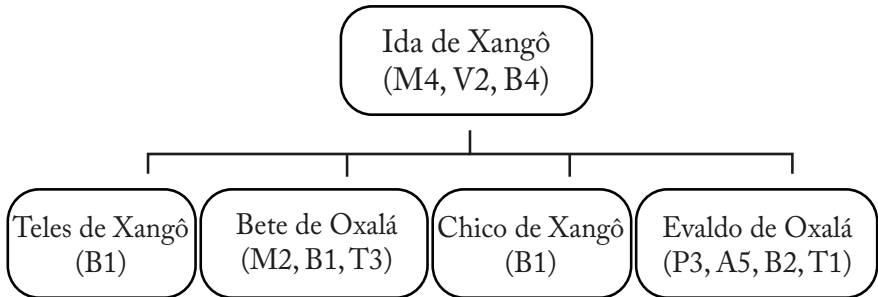 Ida de Xangô
(M4, V2, B4)
Teles de Xangô
(B1)
Bete de Oxalá
(M2, B1, T3)
Chico de Xangô
(B1)
Evaldo de Oxalá
(P3, A5, B2, T1)